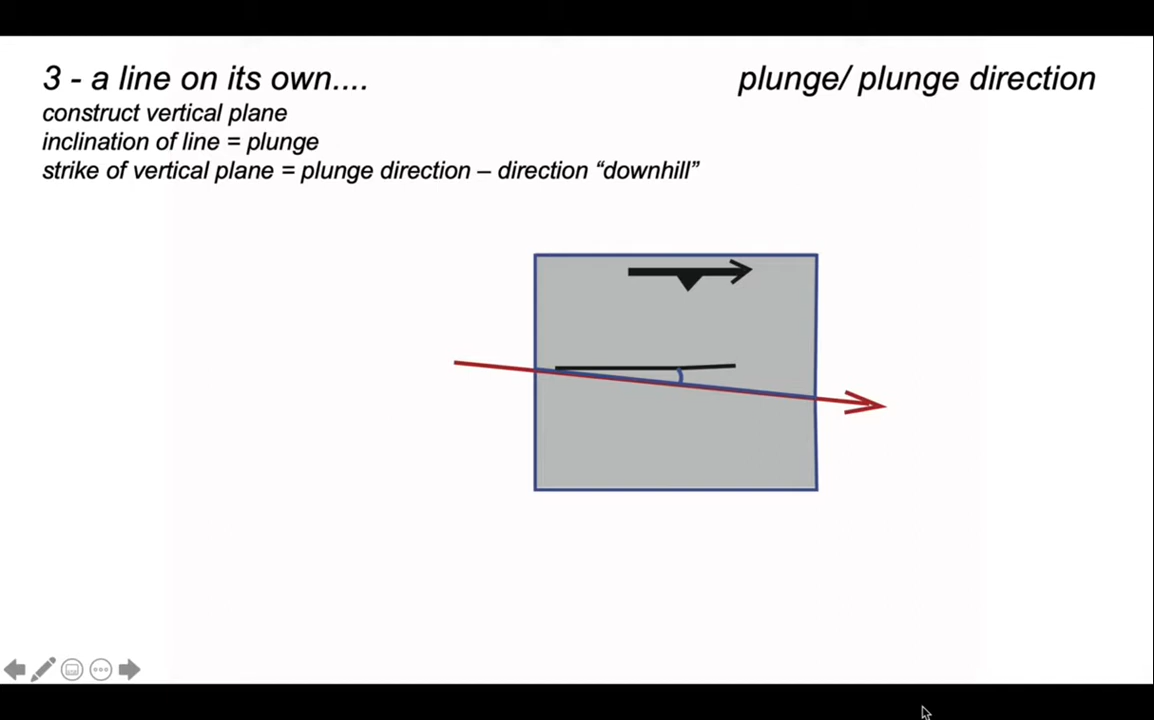 3 - a line on its own....
plunge/ plunge direction
construct vertical plane
inclination of line = plunge
strike of vertical plane = plunge direction – direction “downhill”